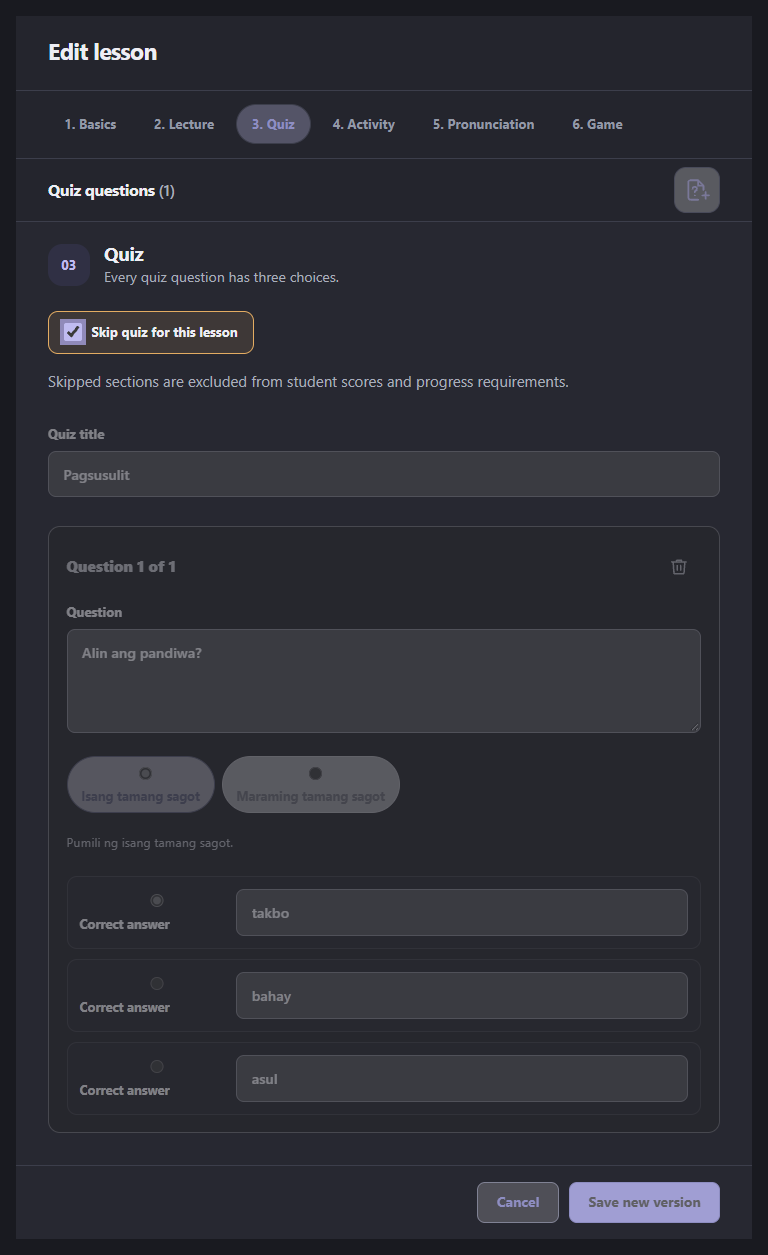 Edit lesson
1. Basics
2. Lecture
3. Quiz
4. Activity
5. Pronunciation
6. Game
Quiz questions (1)
03
Quiz
Every quiz question has three choices.
Skip quiz for this lesson
Skipped sections are excluded from student scores and progress requirements.
Quiz title
Pagsusulit
Question 1 of 1
Question
Alin ang pandiwa?
Isang tamang sagot
Maraming tamang sagot
Pumili ng isang tamang sagot.
Correct answer
takbo
Correct answer
bahay
Correct answer
asul
Cancel
Save new version